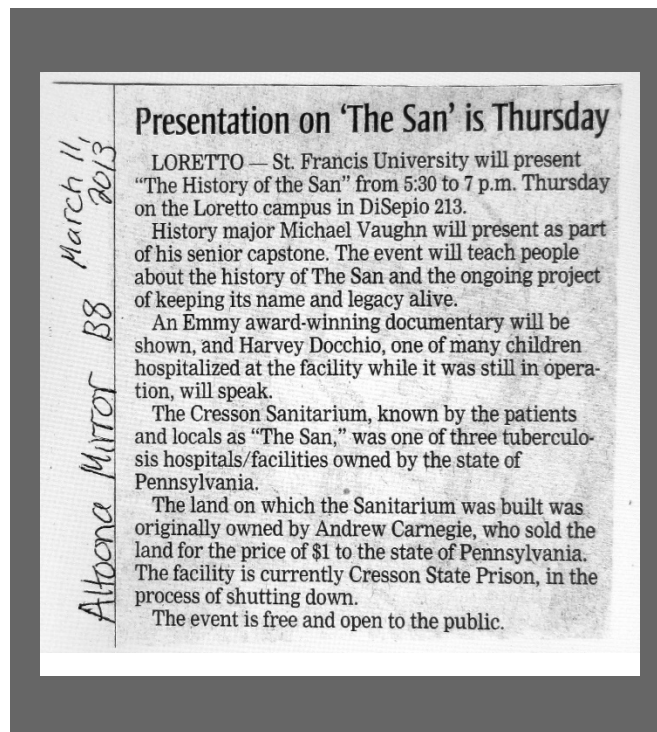 Presentation on ‘The San’ is Thursday
LORETTO — St. Francis University will present
“The History of the San” from 5:30 to 7 p.m. Thursday
on the Loretto campus in DiSepio 213.
History major Michael Vaughn will present as part
of his senior capstone. The event will teach people
about the history of The San and the ongoing project
of keeping its name and legacy alive.
An Emmy award-winning documentary will be
shown, and Harvey Docchio, one of many children
hospitalized at the facility while it was still in opera-
tion, will speak.
The Cresson Sanitarium, known by the patients
and locals as “The San,” was one of three tuberculo-
sis hospitals/facilities owned by the state of
Pennsylvania.
The land on which the Sanitarium was built was
originally owned by Andrew Carnegie, who sold the
land for the price of $1 to the state of Pennsylvania.
The facility is currently Cresson State Prison, in the
process of shutting down.
The event is free and open to the public.
Altoona Mirror B8 March 11,
2013